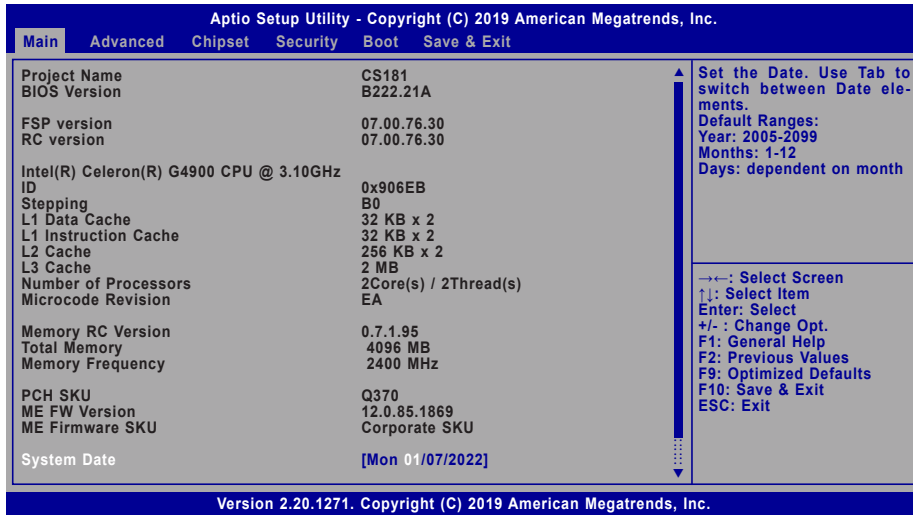 Aptio Setup Utility - Copyright (C) 2019 American Megatrends, Inc.
Main Advanced Chipset Security Boot Save & Exit
Project Name CS181
BIOS Version B222.21A
FSP version 07.00.76.30
RC version 07.00.76.30
Intel(R) Celeron(R) G4900 CPU @ 3.10GHz
ID 0x906EB
Stepping B0
L1 Data Cache 32 KB x 2
L1 Instruction Cache 32 KB x 2
L2 Cache 256 KB x 2
L3 Cache 2 MB
Number of Processors 2Core(s) / 2Thread(s)
Microcode Revision EA
Memory RC Version 0.7.1.95
Total Memory 4096 MB
Memory Frequency 2400 MHz
PCH SKU Q370
ME FW Version 12.0.85.1869
ME Firmware SKU Corporate SKU
System Date [Mon 01/07/2022]
Set the Date. Use Tab to
switch between Date ele-
ments.
Default Ranges:
Year: 2005-2099
Months: 1-12
Days: dependent on month
→←: Select Screen
↑↓: Select Item
Enter: Select
+/- : Change Opt.
F1: General Help
F2: Previous Values
F9: Optimized Defaults
F10: Save & Exit
ESC: Exit
Version 2.20.1271. Copyright (C) 2019 American Megatrends, Inc.